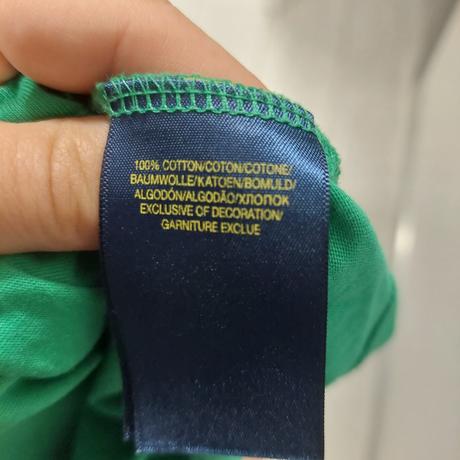 100% COTTON/COTON/COTONE/
BAUMWOLLE/KATOEN/BOMULD/
ALGODÓN/ALGODÃO/ХЛОПОК
EXCLUSIVE OF DECORATION/
GARNITURE EXCLUE